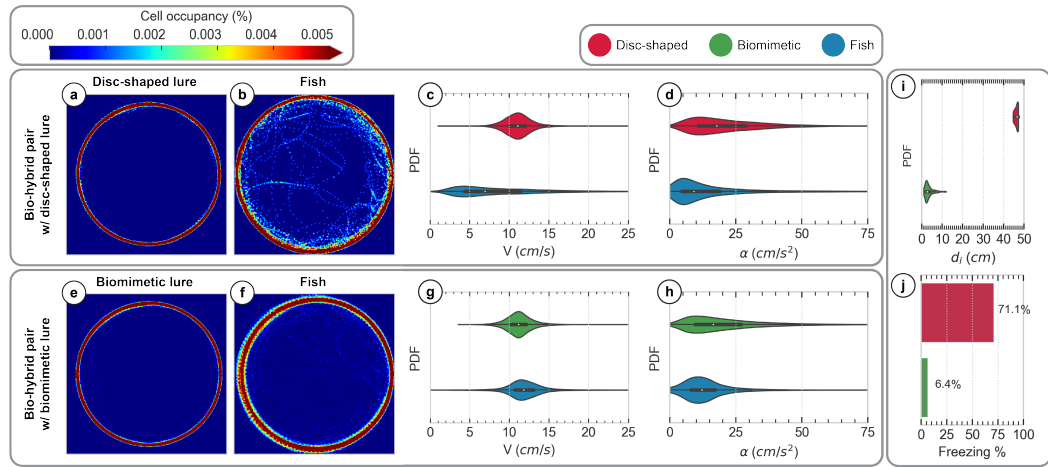 Cell occupancy (%)
0.000 0.001 0.002 0.003 0.004 0.005
Disc-shaped Biomimetic Fish
Bio-hybrid pair
w/ disc-shaped lure
Disc-shaped lure Fish
a b c d
PDF PDF
0 5 10 15 20 25
V (cm/s)
0 25 50 75
α (cm/s²)
Bio-hybrid pair
w/ biomimetic lure
Biomimetic lure Fish
e f g h
PDF PDF
0 5 10 15 20 25
V (cm/s)
0 25 50 75
α (cm/s²)
i
PDF
0 10 20 30 40 50
dᵢ (cm)
j
71.1%
6.4%
0 25 50 75 100
Freezing %